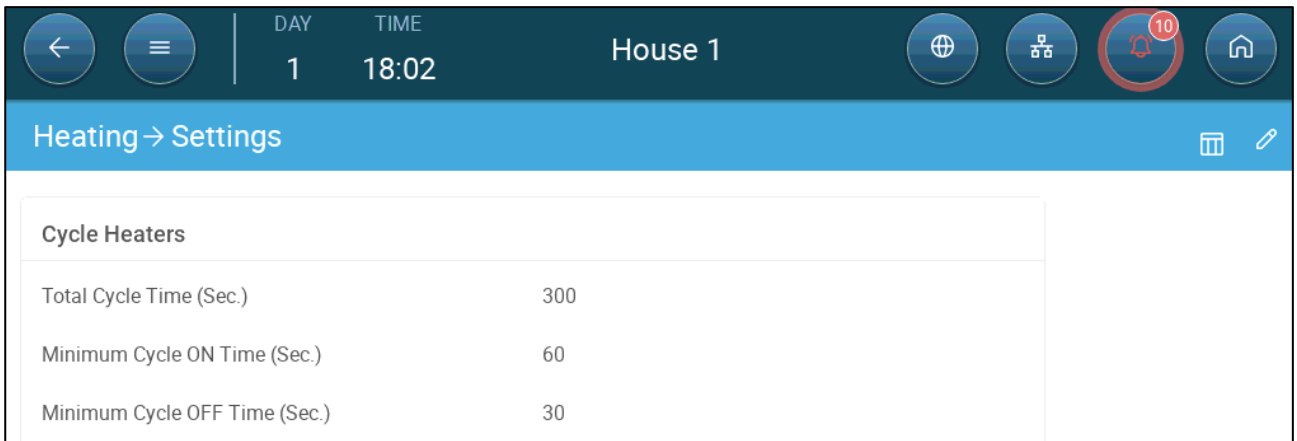 DAY TIME
1 18:02
House 1
10
Heating → Settings
Cycle Heaters
Total Cycle Time (Sec.) 300
Minimum Cycle ON Time (Sec.) 60
Minimum Cycle OFF Time (Sec.) 30